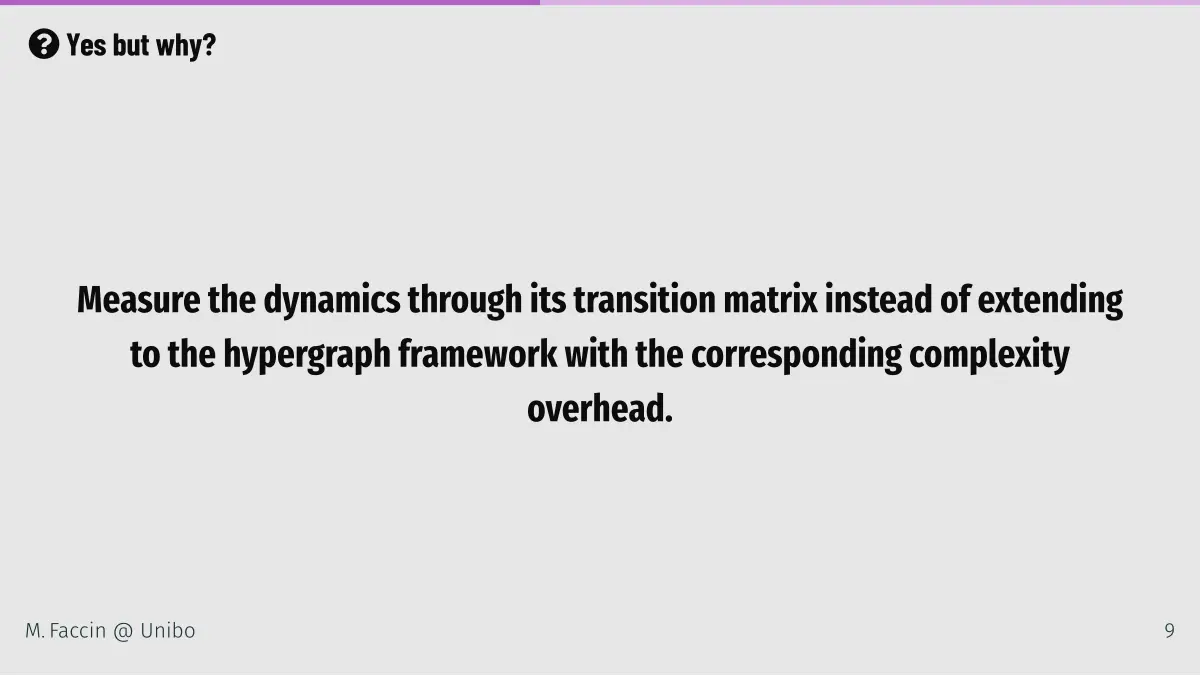 Yes but why?
Measure the dynamics through its transition matrix instead of extending
to the hypergraph framework with the corresponding complexity
overhead.
M. Faccin @ Unibo
9